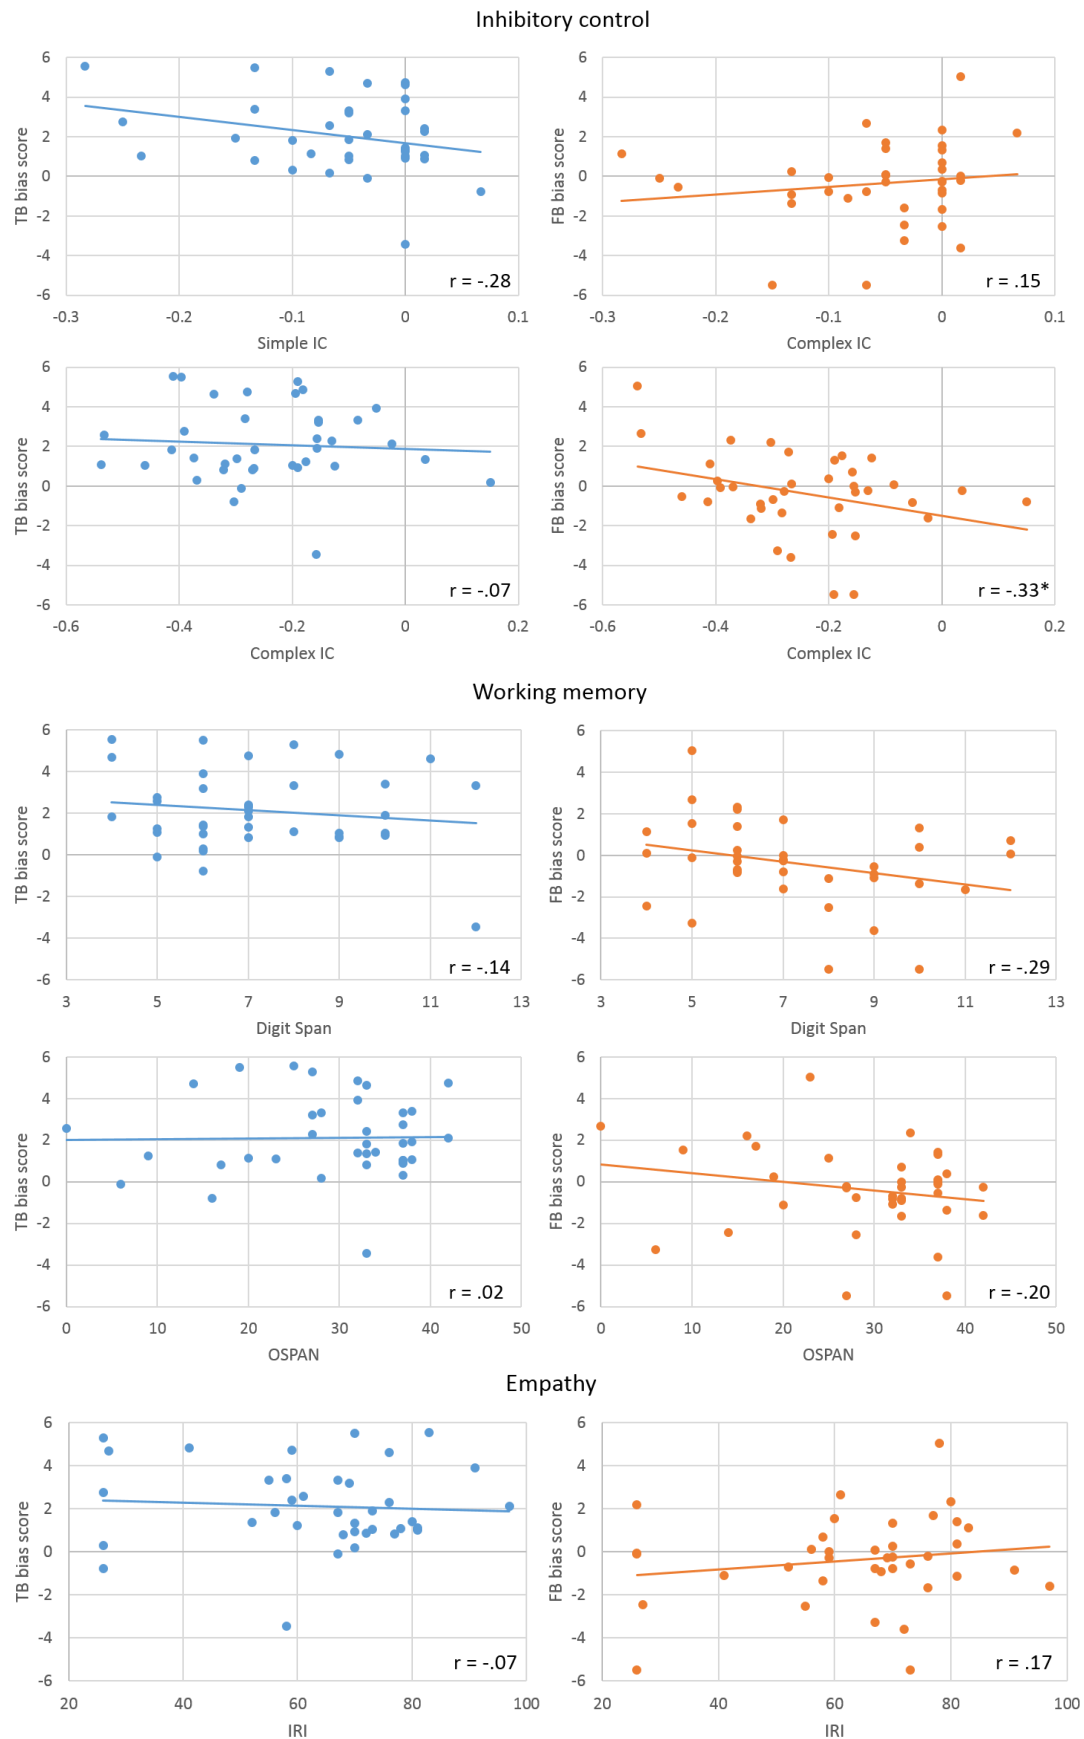 Inhibitory control
6
4
2
0
-2
-4
-6
TB bias score
-0.3 -0.2 -0.1 0 0.1
Simple IC
r = -.28
6
4
2
0
-2
-4
-6
FB bias score
-0.3 -0.2 -0.1 0 0.1
Complex IC
r = .15
6
4
2
0
-2
-4
-6
TB bias score
-0.6 -0.4 -0.2 0 0.2
Complex IC
r = -.07
6
4
2
0
-2
-4
-6
FB bias score
-0.6 -0.4 -0.2 0 0.2
Complex IC
r = -.33*
Working memory
6
4
2
0
-2
-4
-6
TB bias score
3 5 7 9 11 13
Digit Span
r = -.14
6
4
2
0
-2
-4
-6
FB bias score
3 5 7 9 11 13
Digit Span
r = -.29
6
4
2
0
-2
-4
-6
TB bias score
0 10 20 30 40 50
OSPAN
r = .02
6
4
2
0
-2
-4
-6
FB bias score
0 10 20 30 40 50
OSPAN
r = -.20
Empathy
6
4
2
0
-2
-4
-6
TB bias score
20 40 60 80 100
IRI
r = -.07
6
4
2
0
-2
-4
-6
FB bias score
20 40 60 80 100
IRI
r = .17